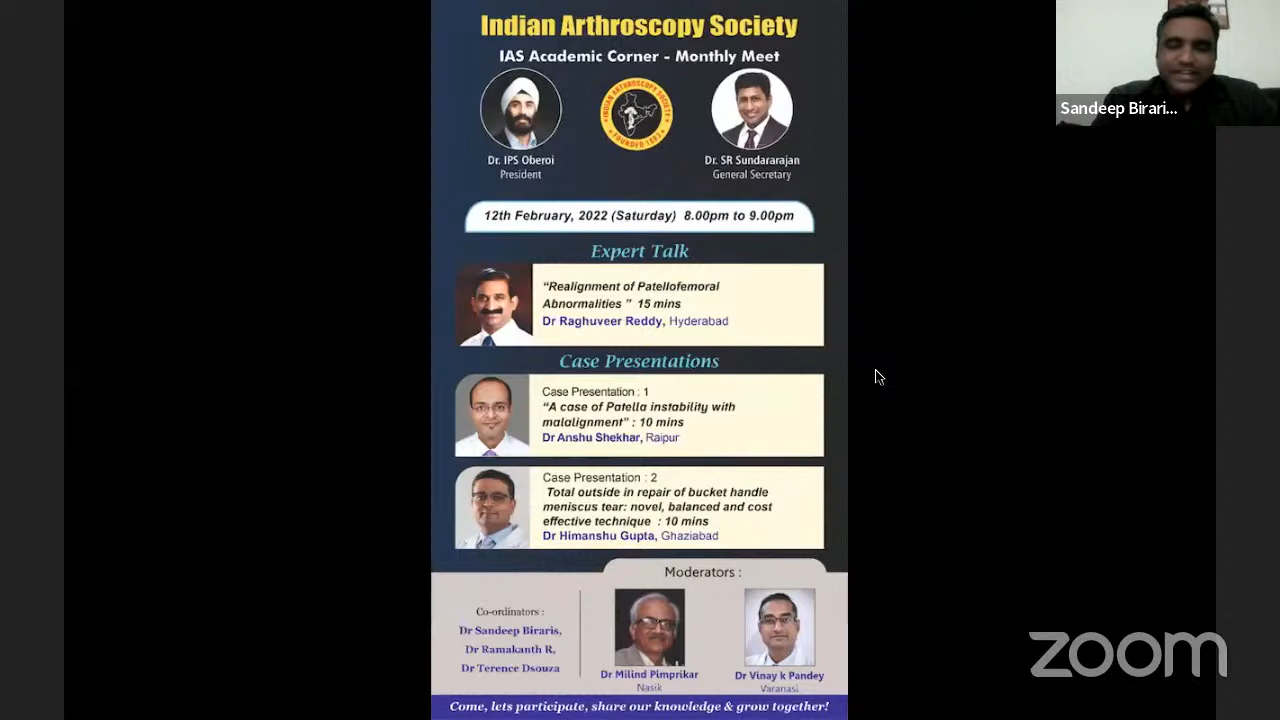 Indian Arthroscopy Society
IAS Academic Corner - Monthly Meet
INDIAN ARTHROSCOPY SOCIETY
Dr. IPS Oberoi
President
Dr. SR Sundararajan
General Secretary
12th February, 2022 (Saturday) 8.00pm to 9.00pm
Expert Talk
“Realignment of Patellofemoral
Abnormalities ” 15 mins
Dr Raghuveer Reddy, Hyderabad
Case Presentations
Case Presentation : 1
“A case of Patella instability with
malalignment” : 10 mins
Dr Anshu Shekhar, Raipur
Case Presentation : 2
Total outside in repair of bucket handle
meniscus tear: novel, balanced and cost
effective technique : 10 mins
Dr Himanshu Gupta, Ghaziabad
Co-ordinators :
Dr Sandeep Biraris,
Dr Ramakanth R,
Dr Terence Dsouza
Moderators :
Dr Milind Pimprikar
Nasik
Dr Vinay k Pandey
Varanasi
Come, lets participate, share our knowledge & grow together!
Sandeep Birari...
zoom